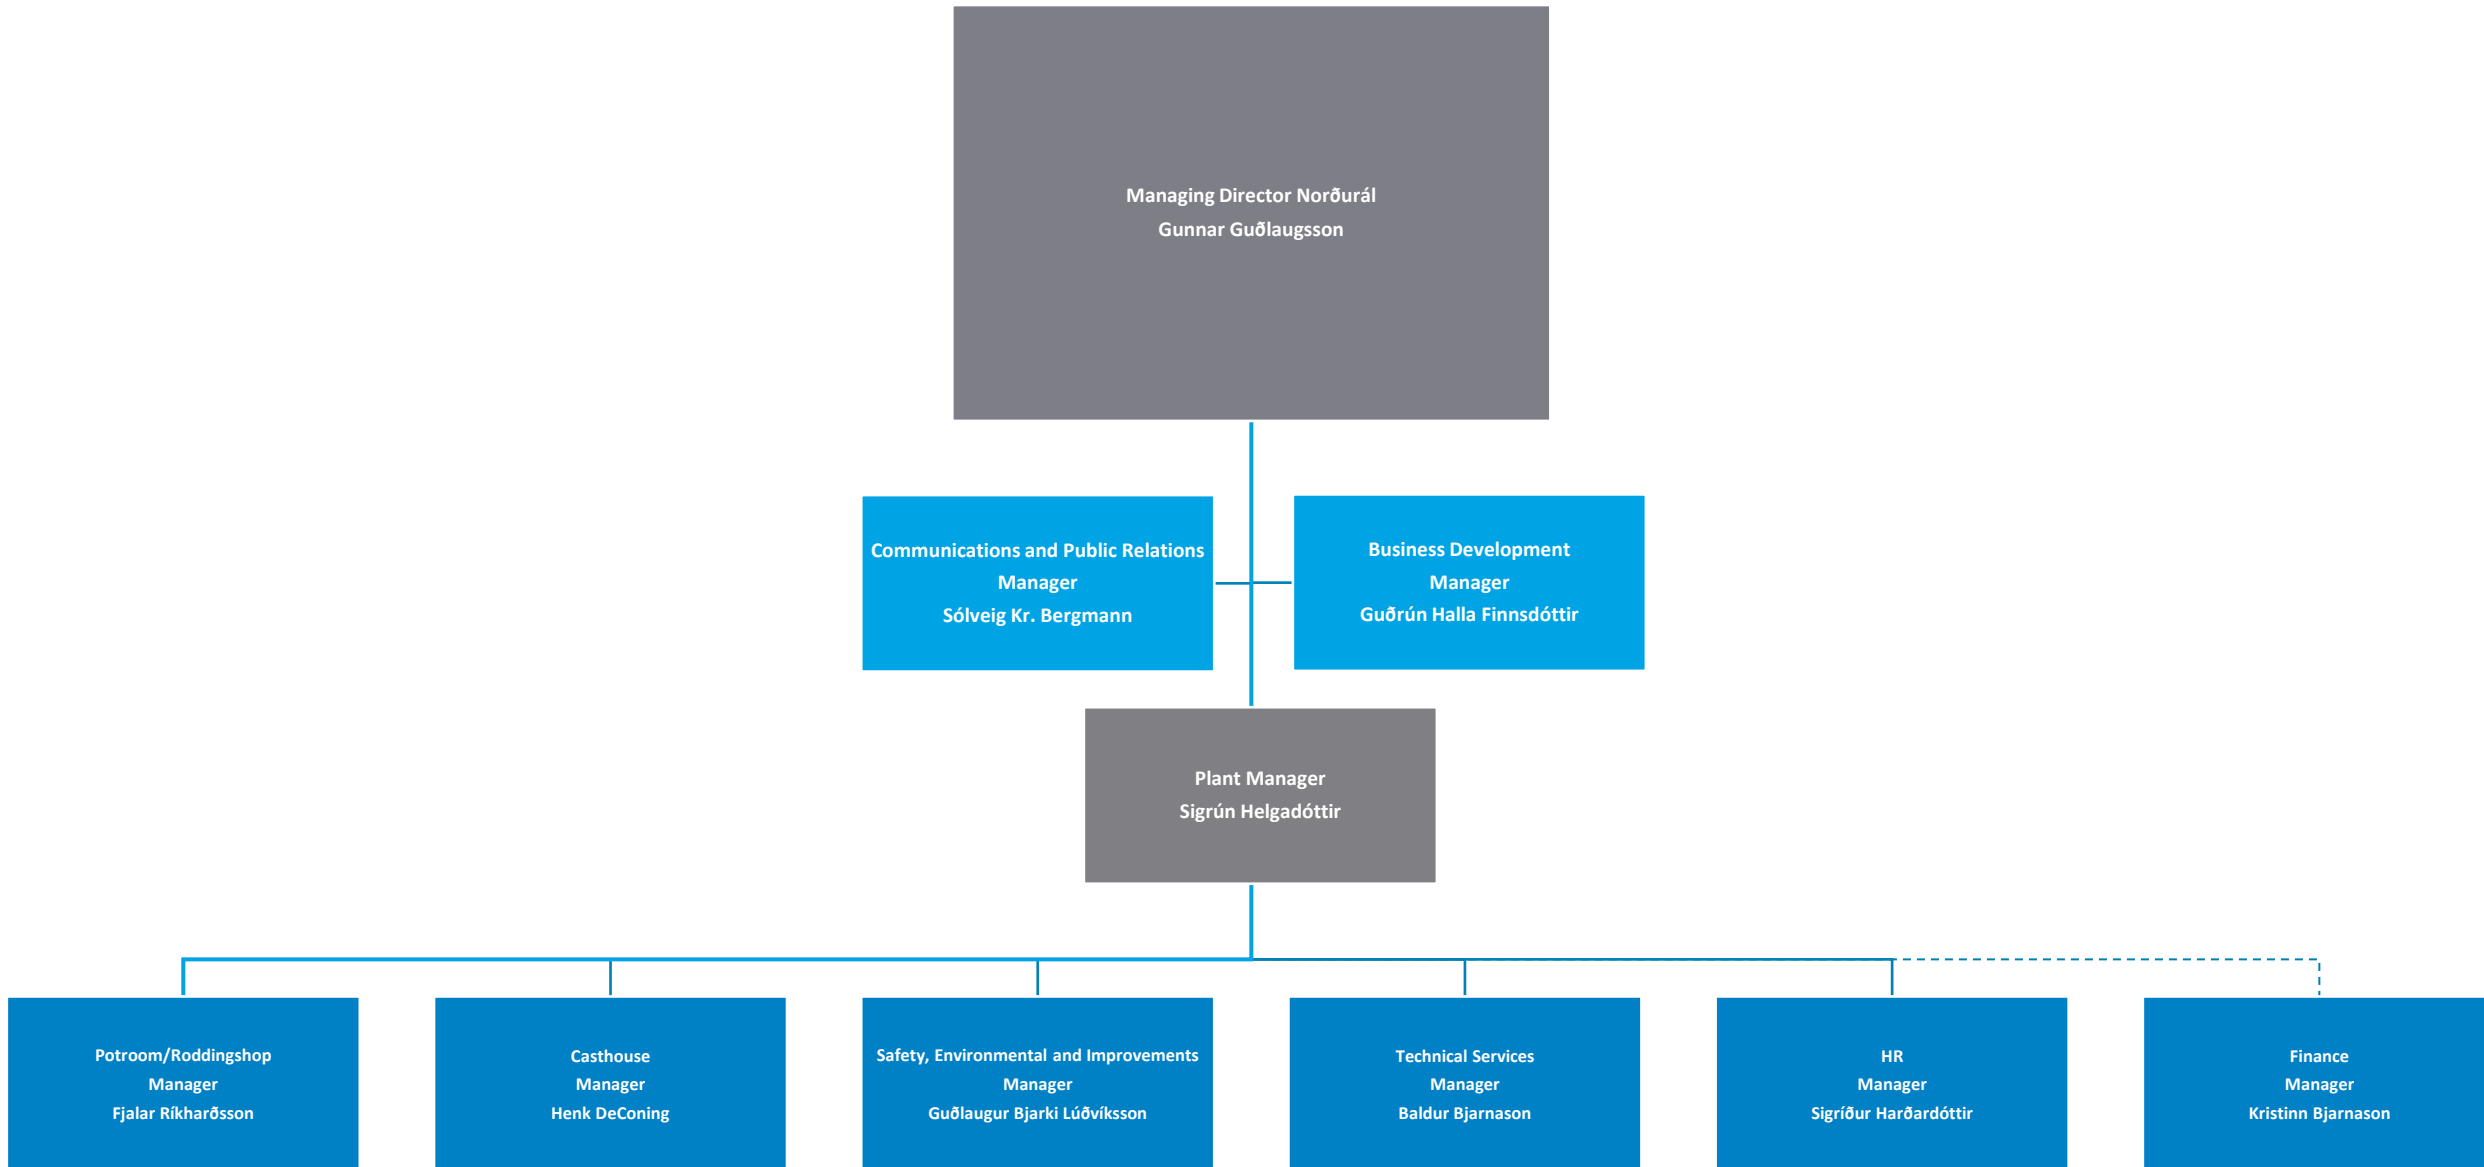 Managing Director Norðurál
Gunnar Guðlaugsson
Communications and Public Relations
Manager
Sólveig Kr. Bergmann
Business Development
Manager
Guðrún Halla Finnsdóttir
Plant Manager
Sigrún Helgadóttir
Potroom/Roddingshop
Manager
Fjalar Ríkharðsson
Casthouse
Manager
Henk DeConing
Safety, Environmental and Improvements
Manager
Guðlaugur Bjarki Lúðvíksson
Technical Services
Manager
Baldur Bjarnason
HR
Manager
Sigríður Harðardóttir
Finance
Manager
Kristinn Bjarnason